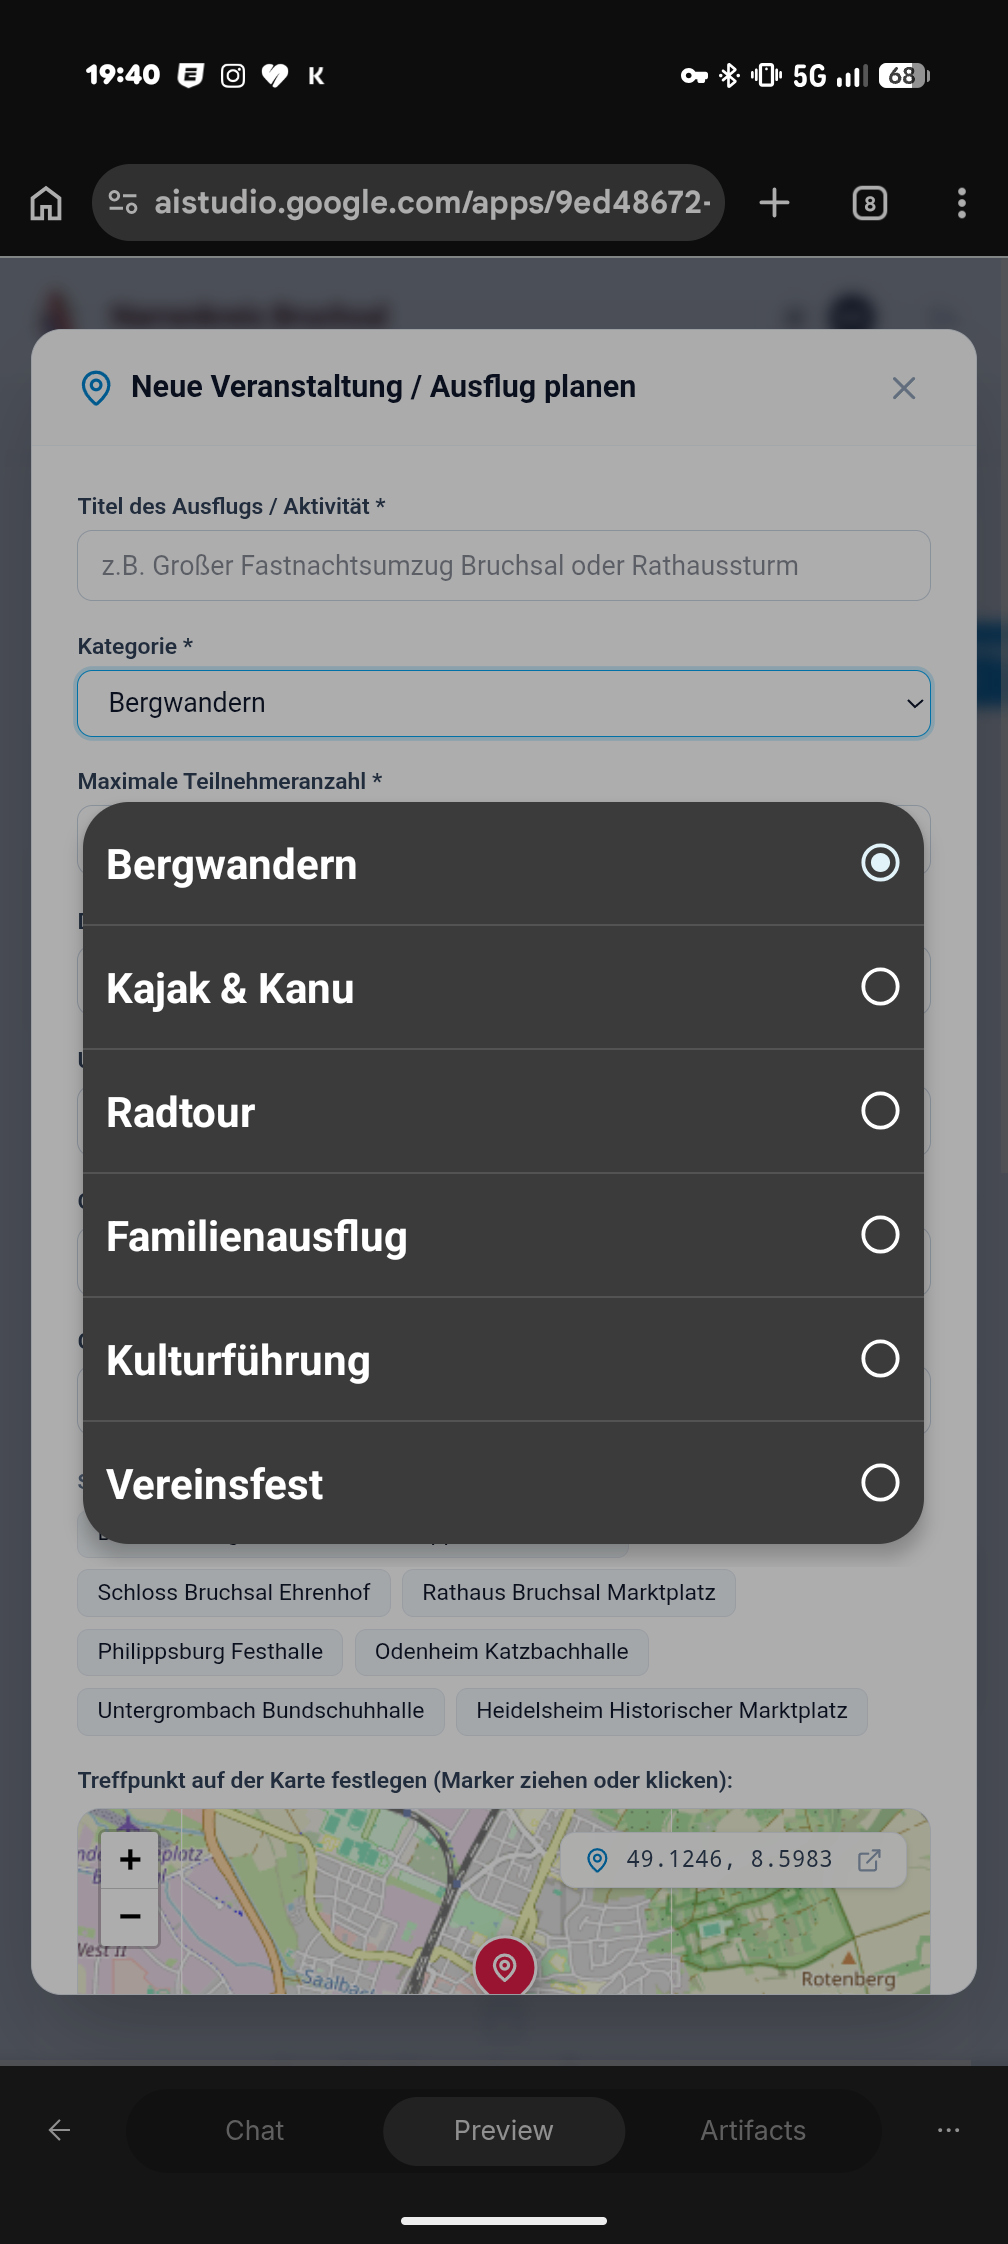 19:40
5G
68
aistudio.google.com/apps/9ed48672-
8
Neue Veranstaltung / Ausflug planen
Titel des Ausflugs / Aktivität *
z.B. Großer Fastnachtsumzug Bruchsal oder Rathaussturm
Kategorie *
Bergwandern
Maximale Teilnehmeranzahl *
Bergwandern
Kajak & Kanu
Radtour
Familienausflug
Kulturführung
Vereinsfest
Schloss Bruchsal Ehrenhof
Rathaus Bruchsal Marktplatz
Philippsburg Festhalle
Odenheim Katzbachhalle
Untergrombach Bundschuhhalle
Heidelsheim Historischer Marktplatz
Treffpunkt auf der Karte festlegen (Marker ziehen oder klicken):
+
49.1246, 8.5983
−
West II
Rotenberg
Chat
Preview
Artifacts